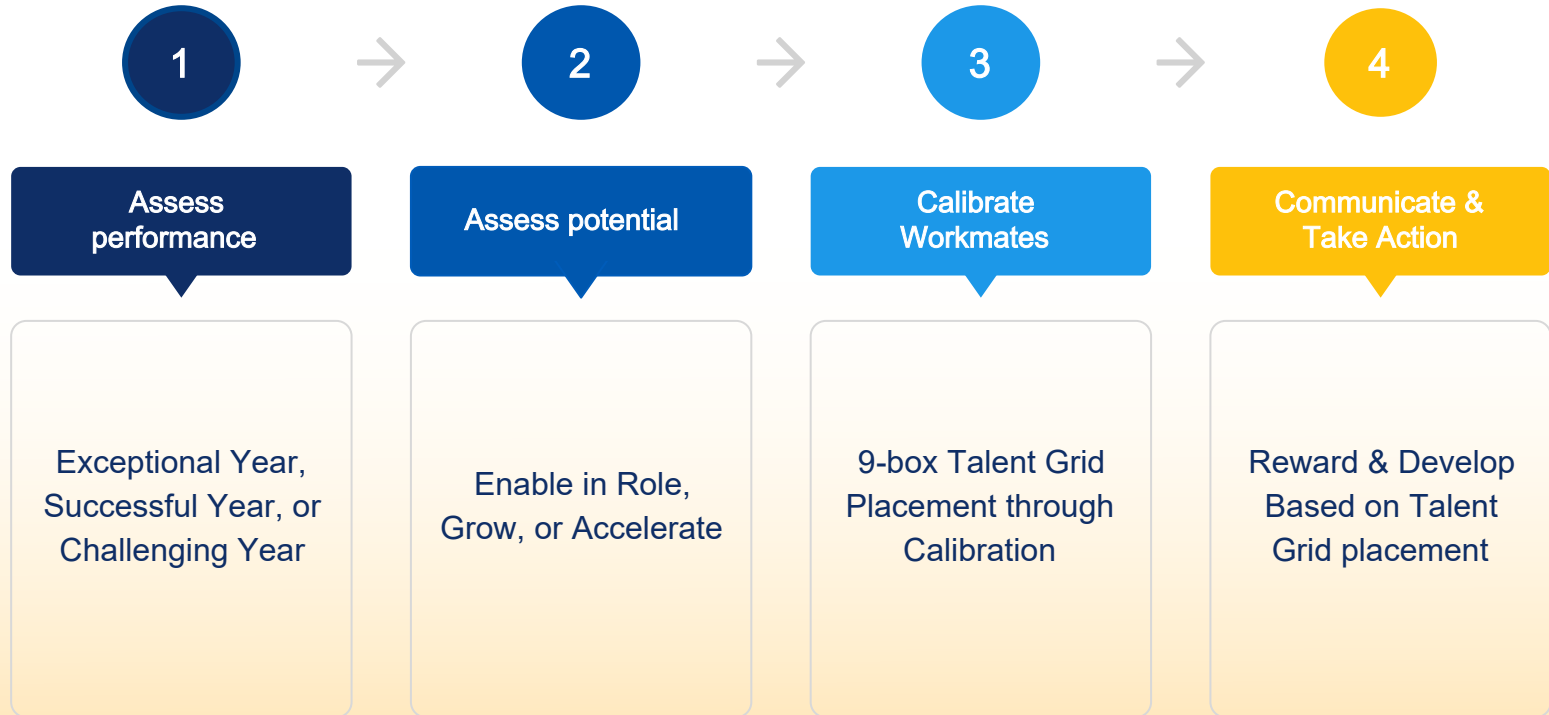 1
2
3
4
Assess
performance
Assess potential
Calibrate
Workmates
Communicate &
Take Action
Exceptional Year,
Successful Year, or
Challenging Year
Enable in Role,
Grow, or Accelerate
9-box Talent Grid
Placement through
Calibration
Reward & Develop
Based on Talent
Grid placement